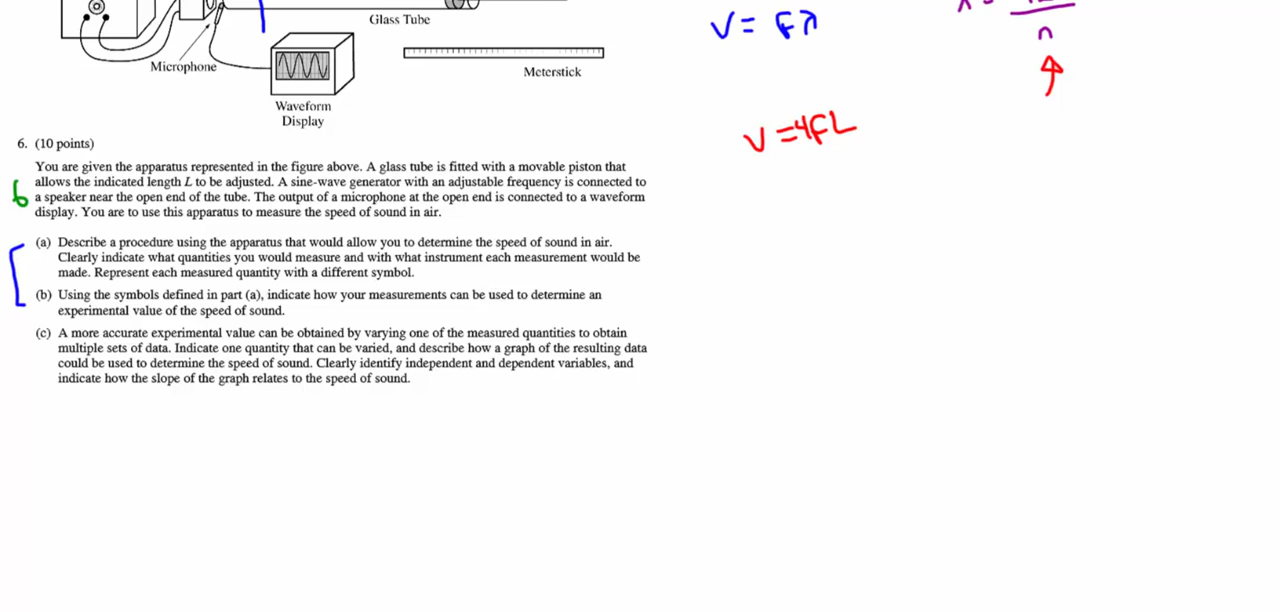 Glass Tube
Microphone
Meterstick
Waveform
Display
V = Fλ
n
V = 4FL
6. (10 points)
You are given the apparatus represented in the figure above. A glass tube is fitted with a movable piston that
allows the indicated length L to be adjusted. A sine-wave generator with an adjustable frequency is connected to
6
a speaker near the open end of the tube. The output of a microphone at the open end is connected to a waveform
display. You are to use this apparatus to measure the speed of sound in air.
(a) Describe a procedure using the apparatus that would allow you to determine the speed of sound in air.
Clearly indicate what quantities you would measure and with what instrument each measurement would be
made. Represent each measured quantity with a different symbol.
(b) Using the symbols defined in part (a), indicate how your measurements can be used to determine an
experimental value of the speed of sound.
(c) A more accurate experimental value can be obtained by varying one of the measured quantities to obtain
multiple sets of data. Indicate one quantity that can be varied, and describe how a graph of the resulting data
could be used to determine the speed of sound. Clearly identify independent and dependent variables, and
indicate how the slope of the graph relates to the speed of sound.